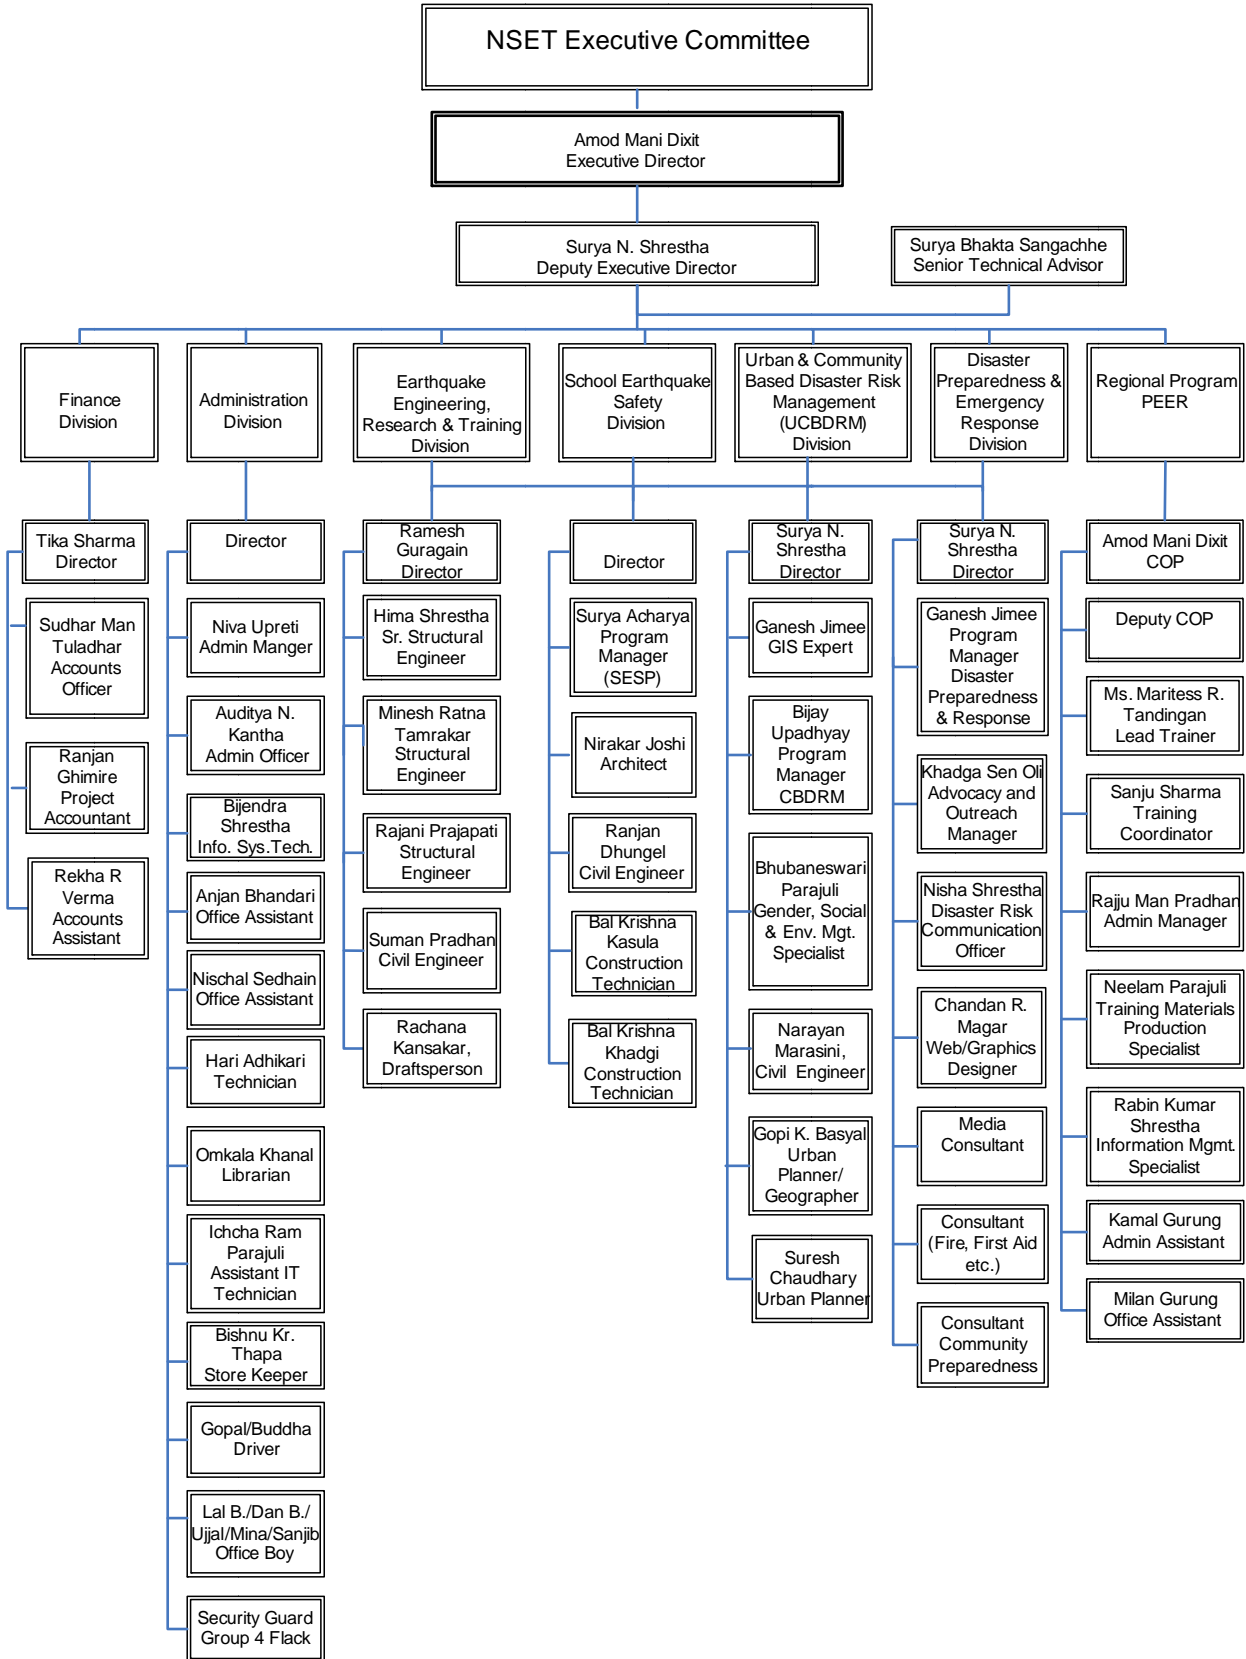 NSET Executive Committee
Amod Mani Dixit
Executive Director
Surya N. Shrestha
Deputy Executive Director
Surya Bhakta Sangachhe
Senior Technical Advisor
Finance
Division
Administration
Division
Earthquake
Engineering,
Research & Training
Division
School Earthquake
Safety
Division
Urban & Community
Based Disaster Risk
Management
(UCBDRM)
Division
Disaster
Preparedness &
Emergency
Response
Division
Regional Program
PEER
Tika Sharma
Director
Sudhar Man
Tuladhar
Accounts
Officer
Ranjan
Ghimire
Project
Accountant
Rekha R
Verma
Accounts
Assistant
Director
Niva Upreti
Admin Manger
Auditya N.
Kantha
Admin Officer
Bijendra
Shrestha
Info. Sys.Tech.
Anjan Bhandari
Office Assistant
Nischal Sedhain
Office Assistant
Hari Adhikari
Technician
Omkala Khanal
Librarian
Ichcha Ram
Parajuli
Assistant IT
Technician
Bishnu Kr.
Thapa
Store Keeper
Gopal/Buddha
Driver
Lal B./Dan B./
Ujjal/Mina/Sanjib
Office Boy
Security Guard
Group 4 Flack
Ramesh
Guragain
Director
Hima Shrestha
Sr. Structural
Engineer
Minesh Ratna
Tamrakar
Structural
Engineer
Rajani Prajapati
Structural
Engineer
Suman Pradhan
Civil Engineer
Rachana
Kansakar,
Draftsperson
Director
Surya Acharya
Program
Manager
(SESP)
Nirakar Joshi
Architect
Ranjan
Dhungel
Civil Engineer
Bal Krishna
Kasula
Construction
Technician
Bal Krishna
Khadgi
Construction
Technician
Surya N.
Shrestha
Director
Ganesh Jimee
GIS Expert
Bijay
Upadhyay
Program
Manager
CBDRM
Bhubaneswari
Parajuli
Gender, Social
& Env. Mgt.
Specialist
Narayan
Marasini,
Civil Engineer
Gopi K. Basyal
Urban
Planner/
Geographer
Suresh
Chaudhary
Urban Planner
Surya N.
Shrestha
Director
Ganesh Jimee
Program
Manager
Disaster
Preparedness
& Response
Khadga Sen Oli
Advocacy and
Outreach
Manager
Nisha Shrestha
Disaster Risk
Communication
Officer
Chandan R.
Magar
Web/Graphics
Designer
Media
Consultant
Consultant
(Fire, First Aid
etc.)
Consultant
Community
Preparedness
Amod Mani Dixit
COP
Deputy COP
Ms. Maritess R.
Tandingan
Lead Trainer
Sanju Sharma
Training
Coordinator
Rajju Man Pradhan
Admin Manager
Neelam Parajuli
Training Materials
Production
Specialist
Rabin Kumar
Shrestha
Information Mgmt.
Specialist
Kamal Gurung
Admin Assistant
Milan Gurung
Office Assistant